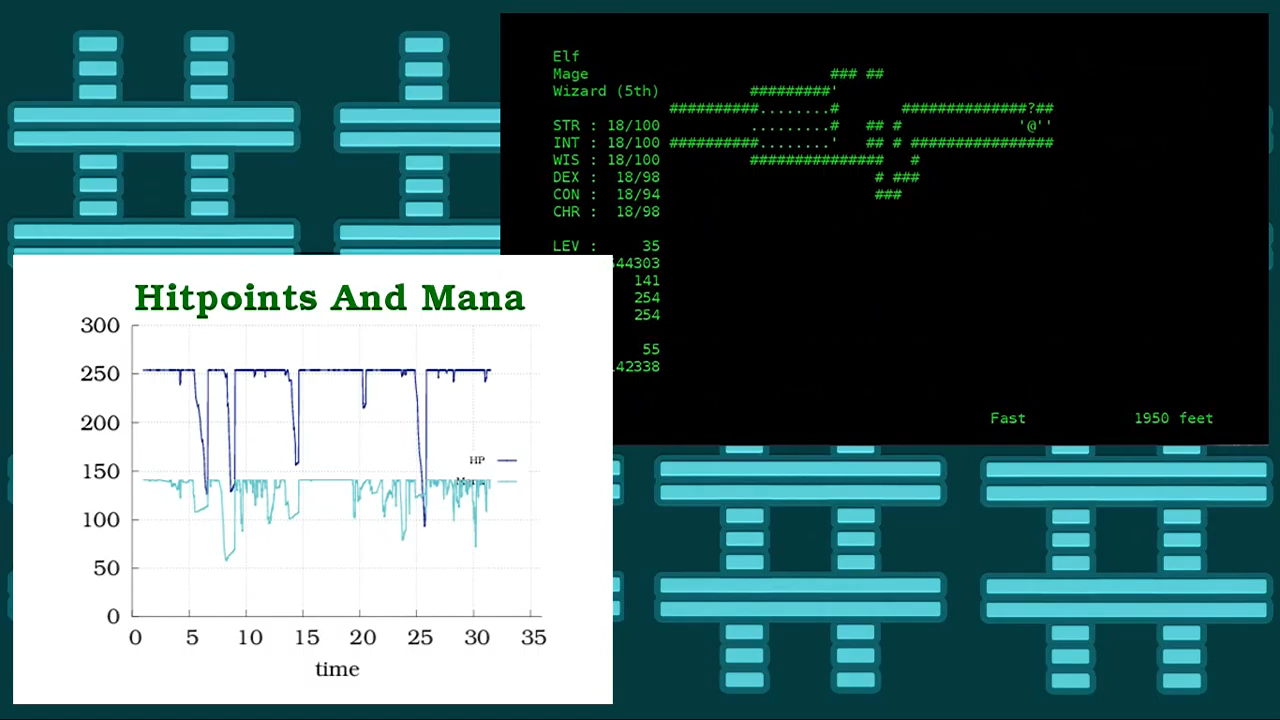 Elf
Mage ### ##
Wizard (5th) #########'
##########........# ##############?##
STR : 18/100 .........# ## # '@''
INT : 18/100 ##########........' ## # ################
WIS : 18/100 ############### #
DEX : 18/98 # ###
CON : 18/94 ###
CHR : 18/98
LEV : 35
44303
141
254
254
55
42338
Fast 1950 feet
Hitpoints And Mana
300
250
200
150
100
50
0
HP
0 5 10 15 20 25 30 35
time